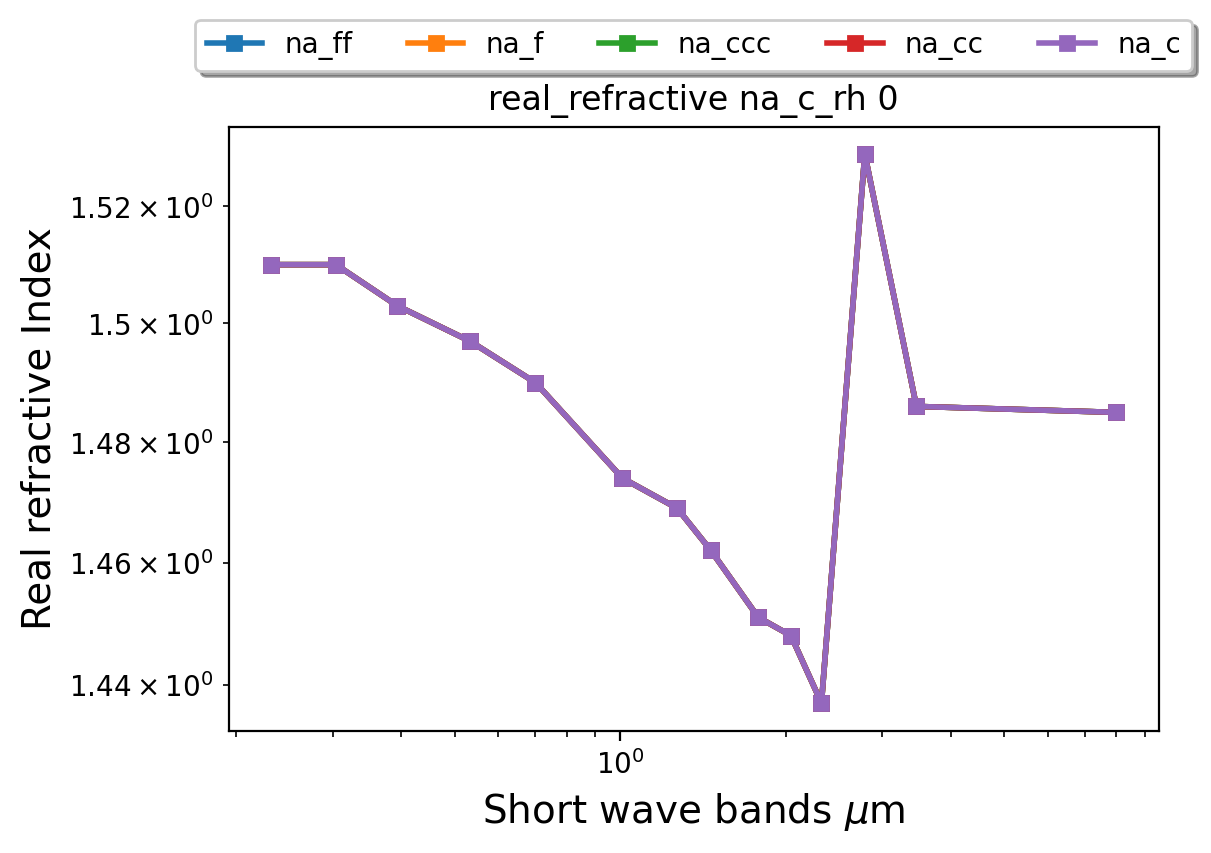 na_ff na_f na_ccc na_cc na_c
real_refractive na_c_rh 0
Real refractive Index
1.52 × 10⁰
1.5 × 10⁰
1.48 × 10⁰
1.46 × 10⁰
1.44 × 10⁰
10⁰
Short wave bands μm